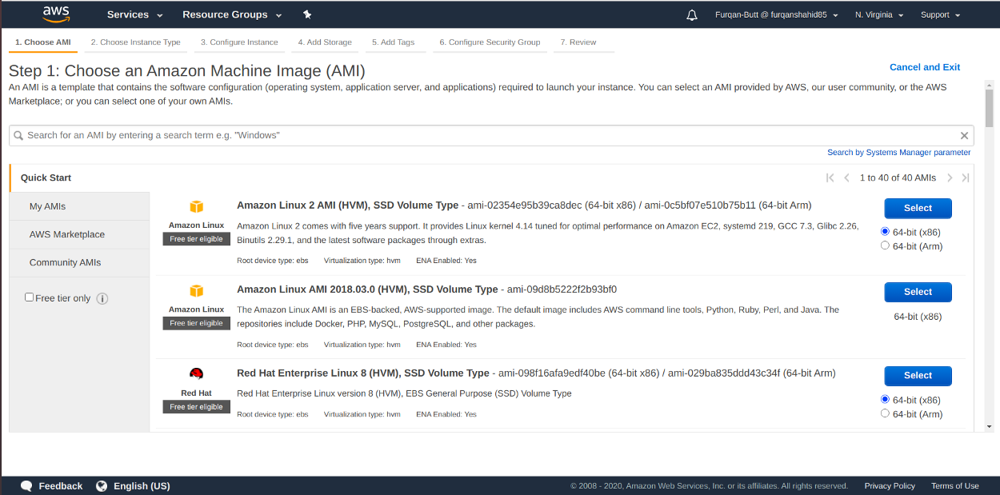 aws
Services Resource Groups Furqan-Butt @ furqanshahid85 N. Virginia Support
1. Choose AMI 2. Choose Instance Type 3. Configure Instance 4. Add Storage 5. Add Tags 6. Configure Security Group 7. Review
Step 1: Choose an Amazon Machine Image (AMI)
Cancel and Exit
An AMI is a template that contains the software configuration (operating system, application server, and applications) required to launch your instance. You can select an AMI provided by AWS, our user community, or the AWS
Marketplace; or you can select one of your own AMIs.
Search for an AMI by entering a search term e.g. "Windows"
Search by Systems Manager parameter
Quick Start
1 to 40 of 40 AMIs
My AMIs
AWS Marketplace
Community AMIs
Free tier only
Amazon Linux
Free tier eligible
Amazon Linux 2 AMI (HVM), SSD Volume Type - ami-02354e95b39ca8dec (64-bit x86) / ami-0c5bf07e510b75b11 (64-bit Arm)
Amazon Linux 2 comes with five years support. It provides Linux kernel 4.14 tuned for optimal performance on Amazon EC2, systemd 219, GCC 7.3, Glibc 2.26,
Binutils 2.29.1, and the latest software packages through extras.
Root device type: ebs Virtualization type: hvm ENA Enabled: Yes
Select
64-bit (x86)
64-bit (Arm)
Amazon Linux
Free tier eligible
Amazon Linux AMI 2018.03.0 (HVM), SSD Volume Type - ami-09d8b5222f2b93bf0
The Amazon Linux AMI is an EBS-backed, AWS-supported image. The default image includes AWS command line tools, Python, Ruby, Perl, and Java. The
repositories include Docker, PHP, MySQL, PostgreSQL, and other packages.
Root device type: ebs Virtualization type: hvm ENA Enabled: Yes
Select
64-bit (x86)
Red Hat
Free tier eligible
Red Hat Enterprise Linux 8 (HVM), SSD Volume Type - ami-098f16afa9edf40be (64-bit x86) / ami-029ba835ddd43c34f (64-bit Arm)
Red Hat Enterprise Linux version 8 (HVM), EBS General Purpose (SSD) Volume Type
Root device type: ebs Virtualization type: hvm ENA Enabled: Yes
Select
64-bit (x86)
64-bit (Arm)
Feedback English (US) © 2008 - 2020, Amazon Web Services, Inc. or its affiliates. All rights reserved. Privacy Policy Terms of Use